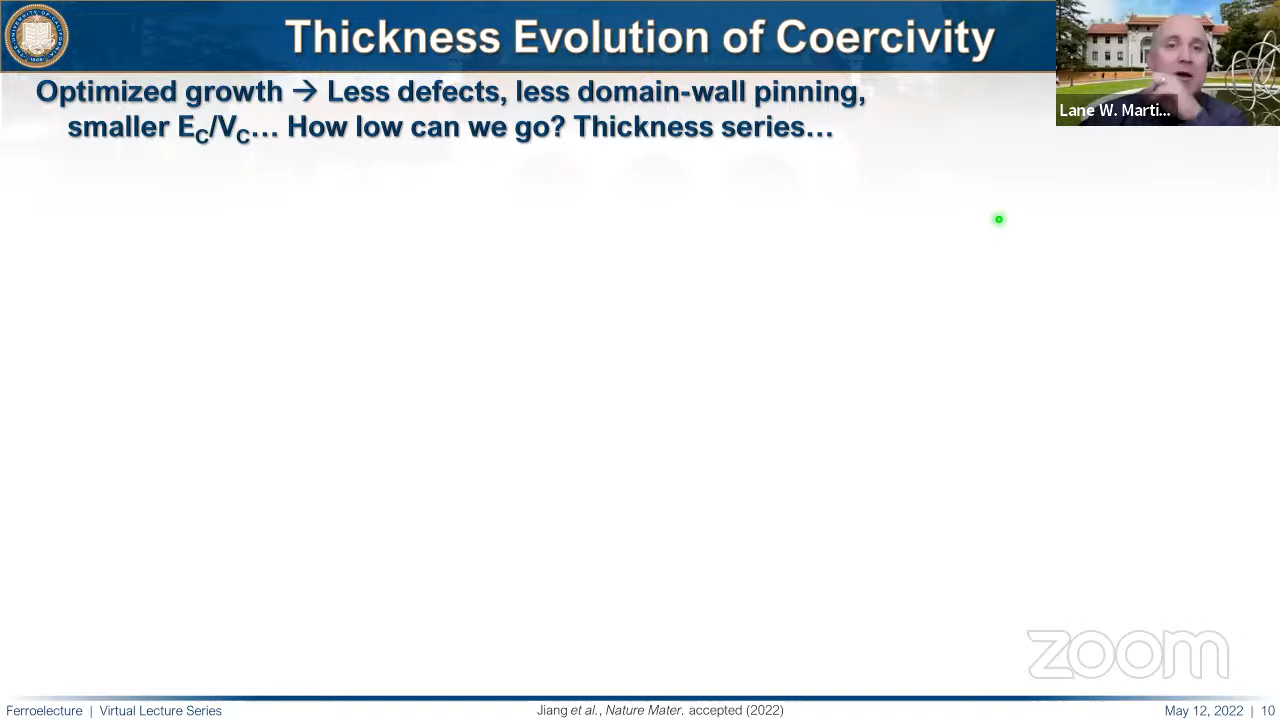 Thickness Evolution of Coercivity
Optimized growth → Less defects, less domain-wall pinning,
smaller EC/VC… How low can we go? Thickness series…
Lane W. Marti...
zoom
Ferroelecture | Virtual Lecture Series
Jiang et al., Nature Mater. accepted (2022)
May 12, 2022 | 10